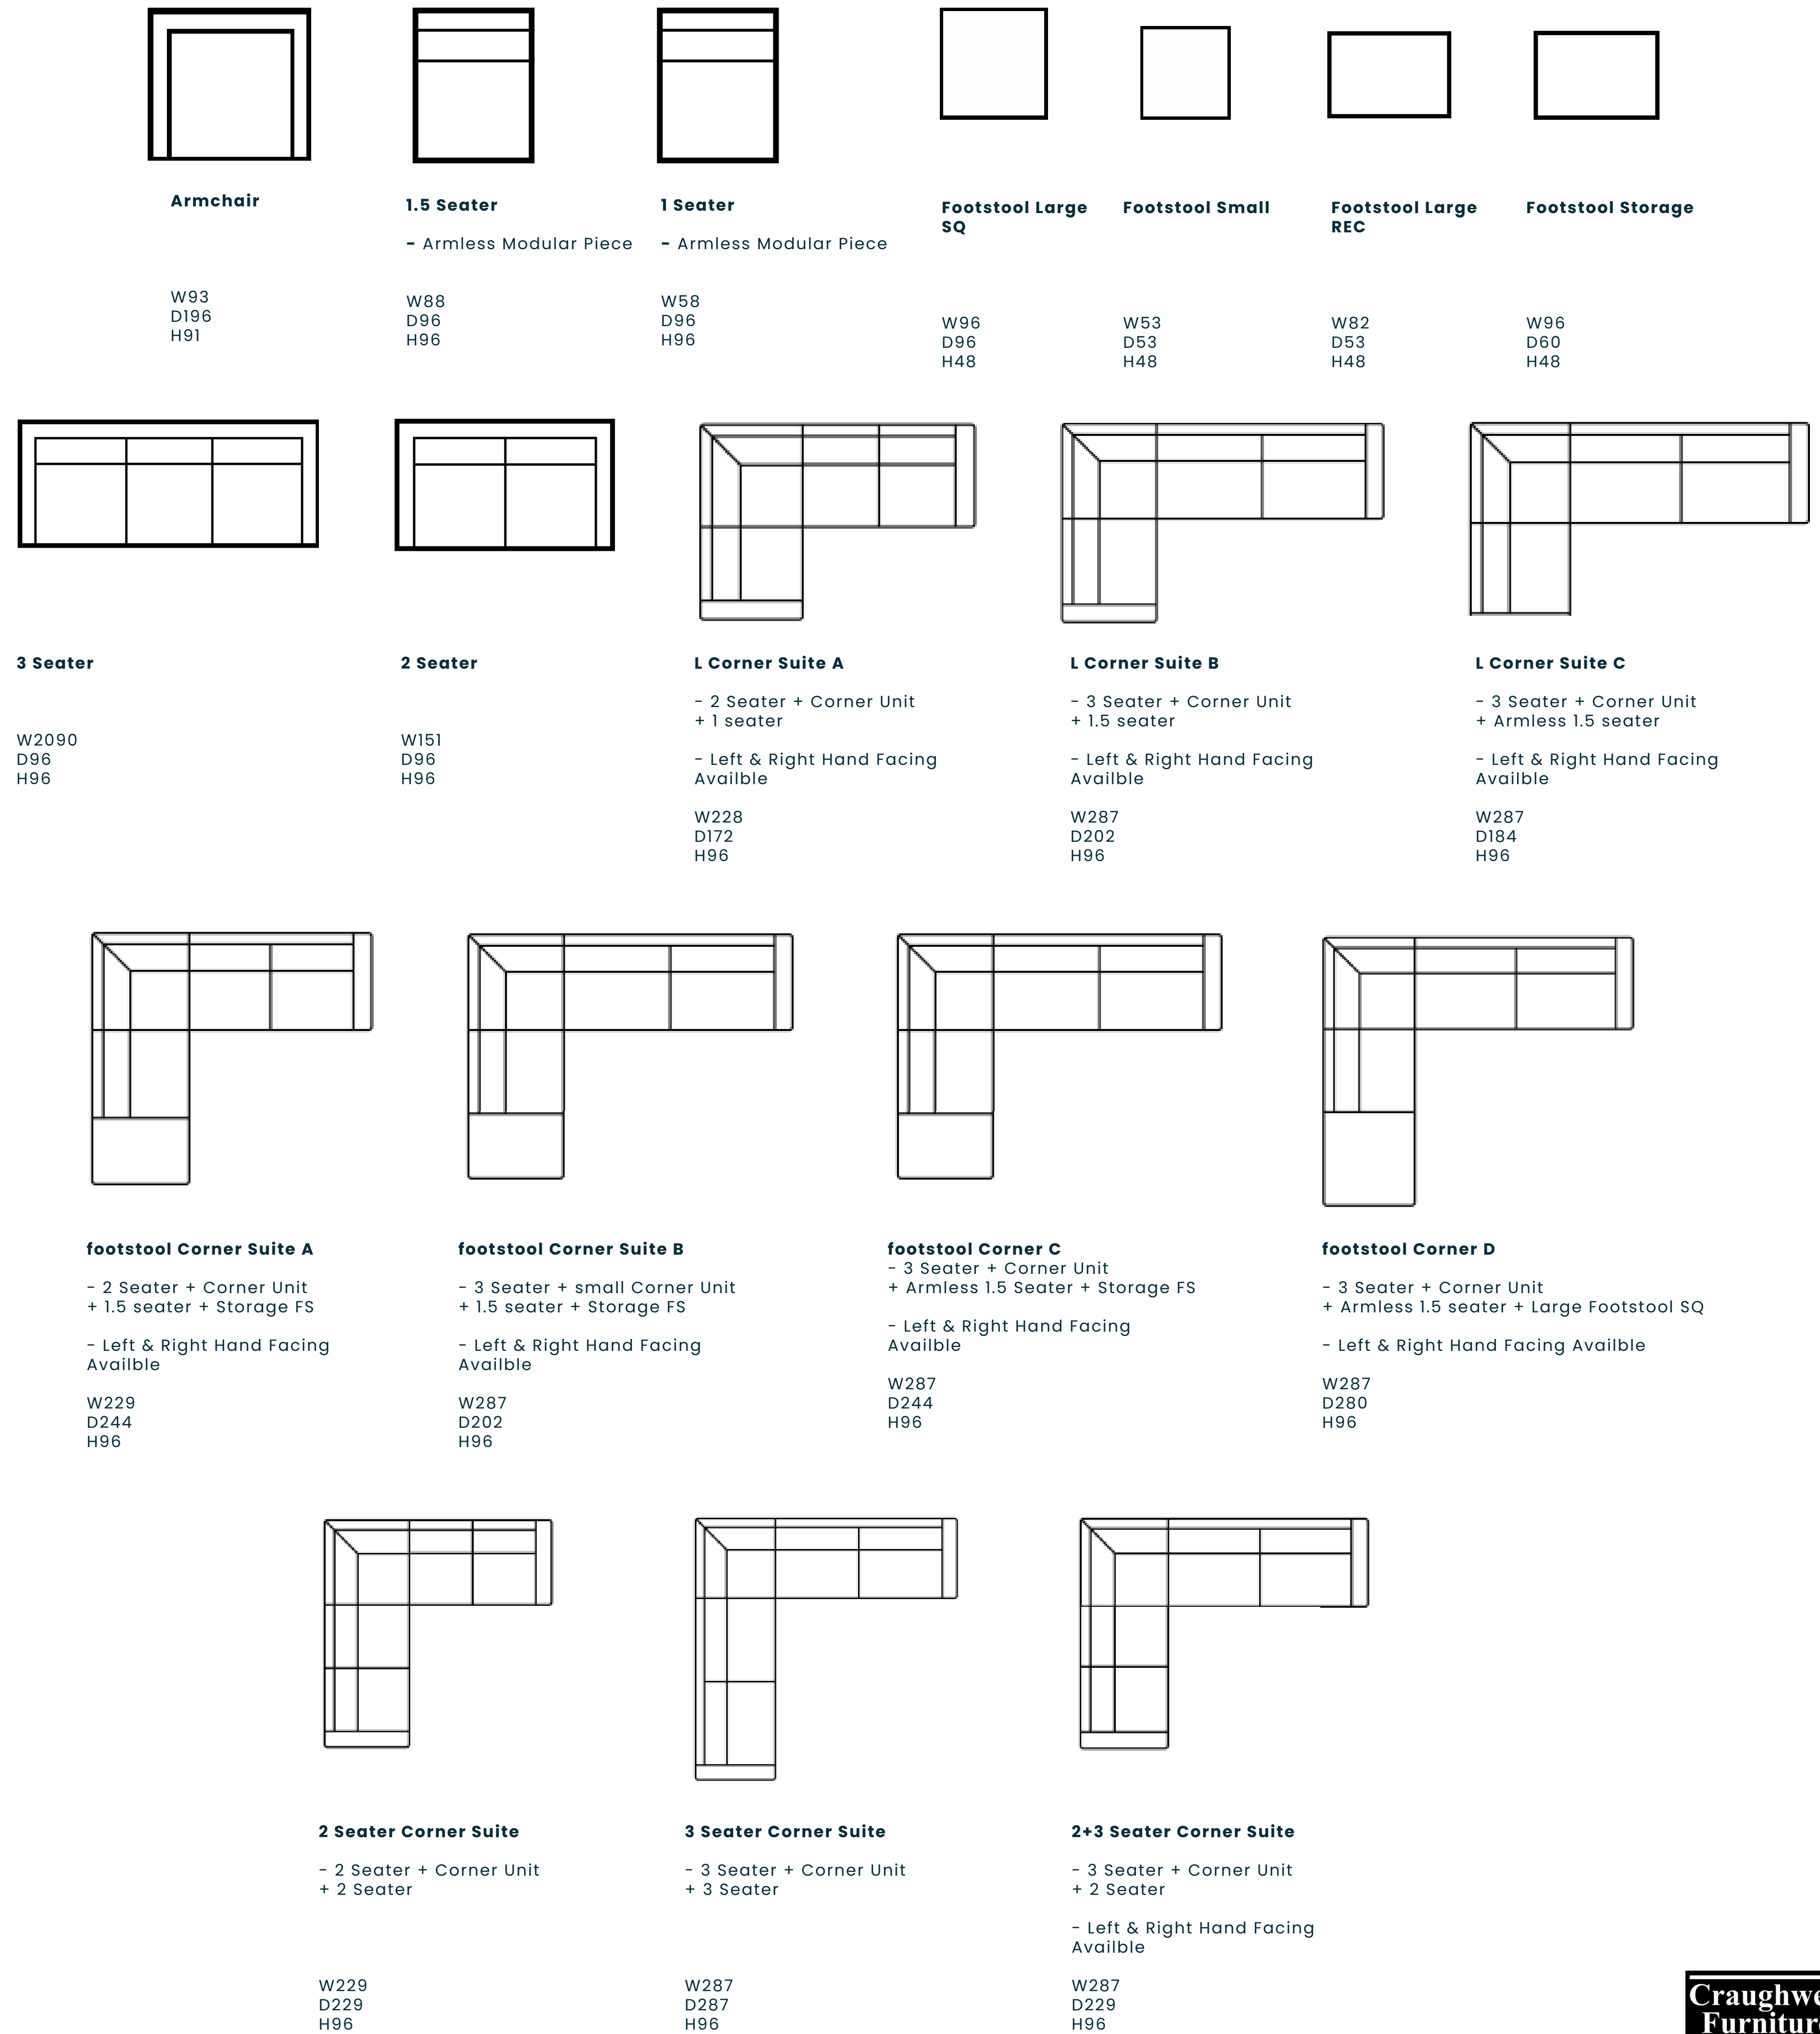 Armchair
W93
D196
H91
1.5 Seater
- Armless Modular Piece
W88
D96
H96
1 Seater
- Armless Modular Piece
W58
D96
H96
Footstool Large
SQ
W96
D96
H48
Footstool Small
W53
D53
H48
Footstool Large
REC
W82
D53
H48
Footstool Storage
W96
D60
H48
3 Seater
W2090
D96
H96
2 Seater
W151
D96
H96
L Corner Suite A
- 2 Seater + Corner Unit
+ 1 seater
- Left & Right Hand Facing
Availble
W228
D172
H96
L Corner Suite B
- 3 Seater + Corner Unit
+ 1.5 seater
- Left & Right Hand Facing
Availble
W287
D202
H96
L Corner Suite C
- 3 Seater + Corner Unit
+ Armless 1.5 seater
- Left & Right Hand Facing
Availble
W287
D184
H96
footstool Corner Suite A
- 2 Seater + Corner Unit
+ 1.5 seater + Storage FS
- Left & Right Hand Facing
Availble
W229
D244
H96
footstool Corner Suite B
- 3 Seater + small Corner Unit
+ 1.5 seater + Storage FS
- Left & Right Hand Facing
Availble
W287
D202
H96
footstool Corner C
- 3 Seater + Corner Unit
+ Armless 1.5 Seater + Storage FS
- Left & Right Hand Facing
Availble
W287
D244
H96
footstool Corner D
- 3 Seater + Corner Unit
+ Armless 1.5 seater + Large Footstool SQ
- Left & Right Hand Facing Availble
W287
D280
H96
2 Seater Corner Suite
- 2 Seater + Corner Unit
+ 2 Seater
W229
D229
H96
3 Seater Corner Suite
- 3 Seater + Corner Unit
+ 3 Seater
W287
D287
H96
2+3 Seater Corner Suite
- 3 Seater + Corner Unit
+ 2 Seater
- Left & Right Hand Facing
Availble
W287
D229
H96
Craughwe
Furnitur